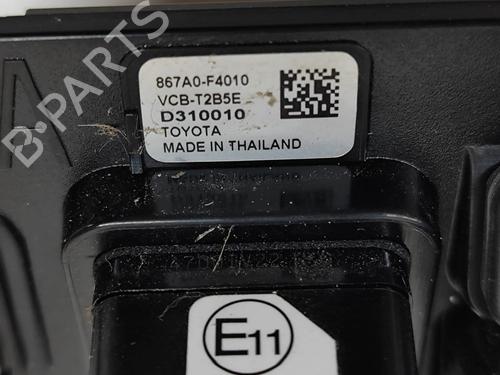 B-PARTS
867A0-F4010
VCB-T2B5E
D310010
TOYOTA
MADE IN THAILAND
E11